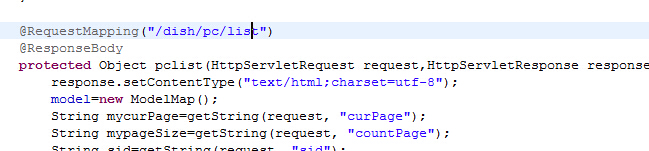 @RequestMapping("/dish/pc/list")
@ResponseBody
protected Object pclist(HttpServletRequest request,HttpServletResponse response
response.setContentType("text/html;charset=utf-8");
model=new ModelMap();
String mycurPage=getString(request, "curPage");
String mypageSize=getString(request, "countPage");
String sid=getString(request, "sid");